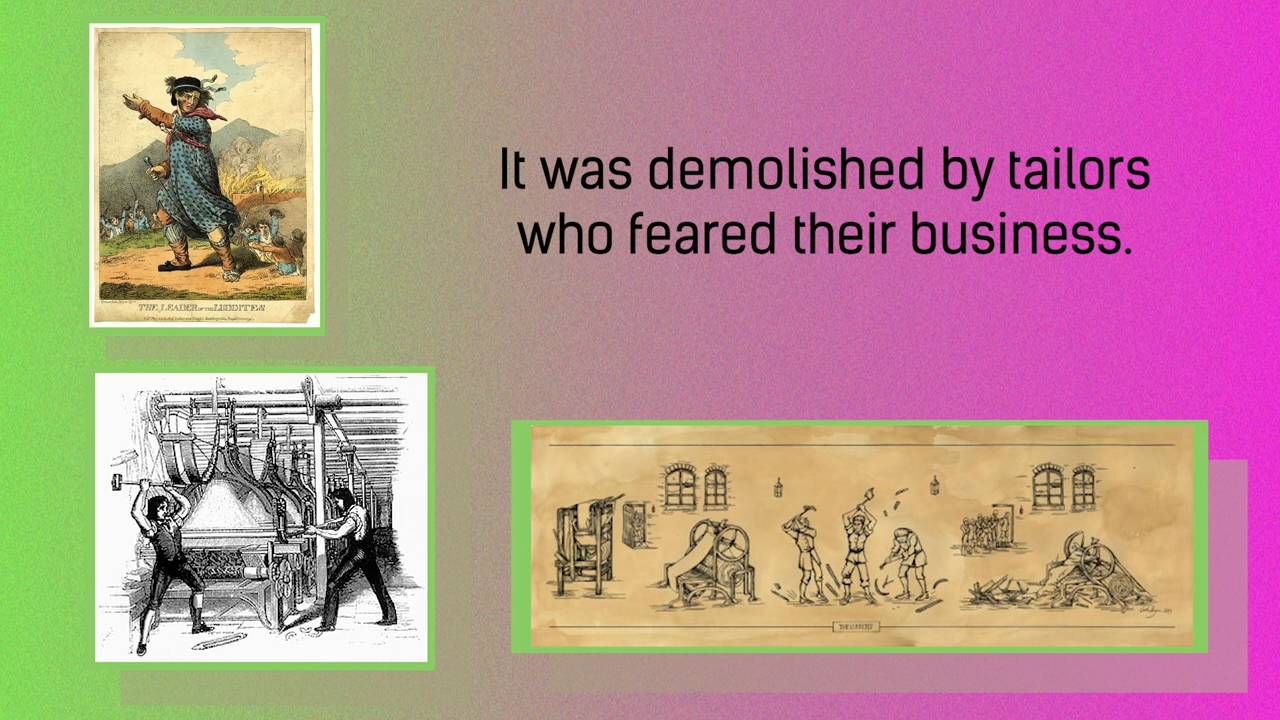 It was demolished by tailors
who feared their business.
THE LEADER OF THE LUDDITES